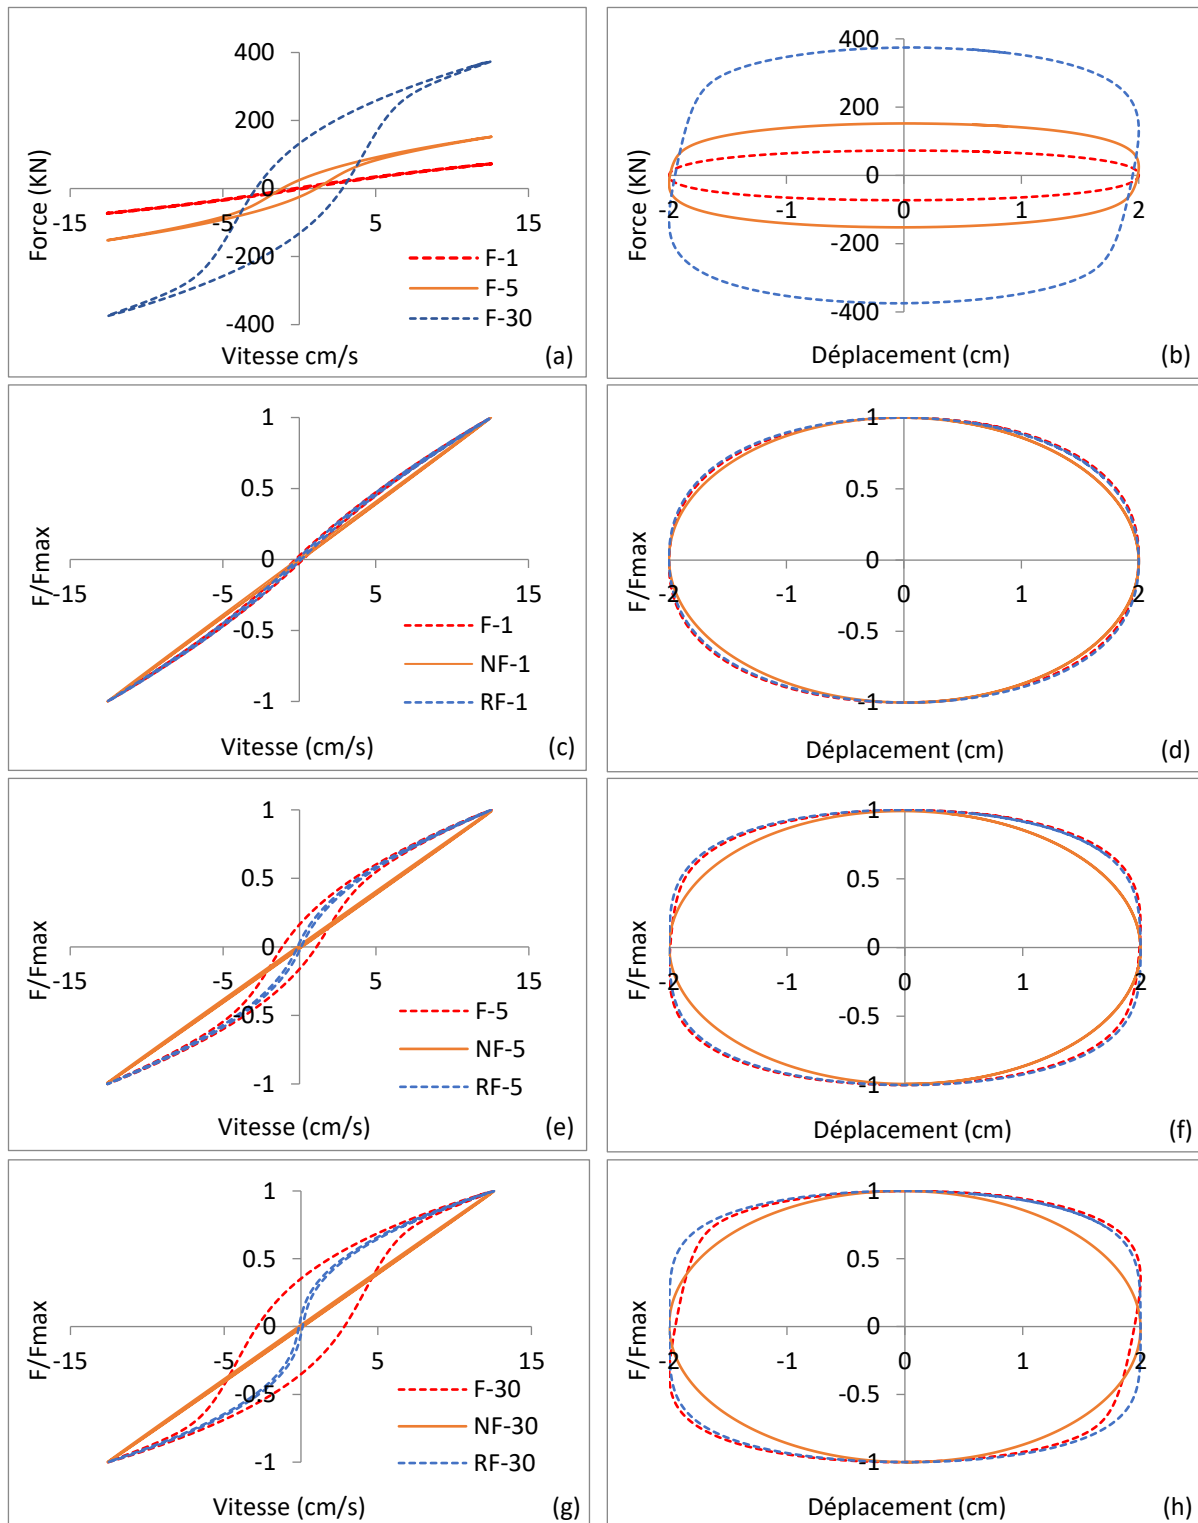 400
200
0
-200
-400
-15
-5
5
15
Force (KN)
F-1
F-5
F-30
Vitesse cm/s
(a)
400
200
0
-200
-400
-2
-1
0
1
2
Force (KN)
Déplacement (cm)
(b)
1
0.5
0
-0.5
-1
-15
-5
5
15
F/Fmax
F-1
NF-1
RF-1
Vitesse (cm/s)
(c)
1
0.5
0
-0.5
-1
-2
-1
0
1
2
F/Fmax
Déplacement (cm)
(d)
1
0.5
0
-0.5
-1
-15
-5
5
15
F/Fmax
F-5
NF-5
RF-5
Vitesse (cm/s)
(e)
1
0.5
0
-0.5
-1
-2
-1
0
1
2
F/Fmax
Déplacement (cm)
(f)
1
0.5
0
-0.5
-1
-15
-5
5
15
F/Fmax
F-30
NF-30
RF-30
Vitesse (cm/s)
(g)
1
0.5
0
-0.5
-1
-2
-1
0
1
2
F/Fmax
Déplacement (cm)
(h)